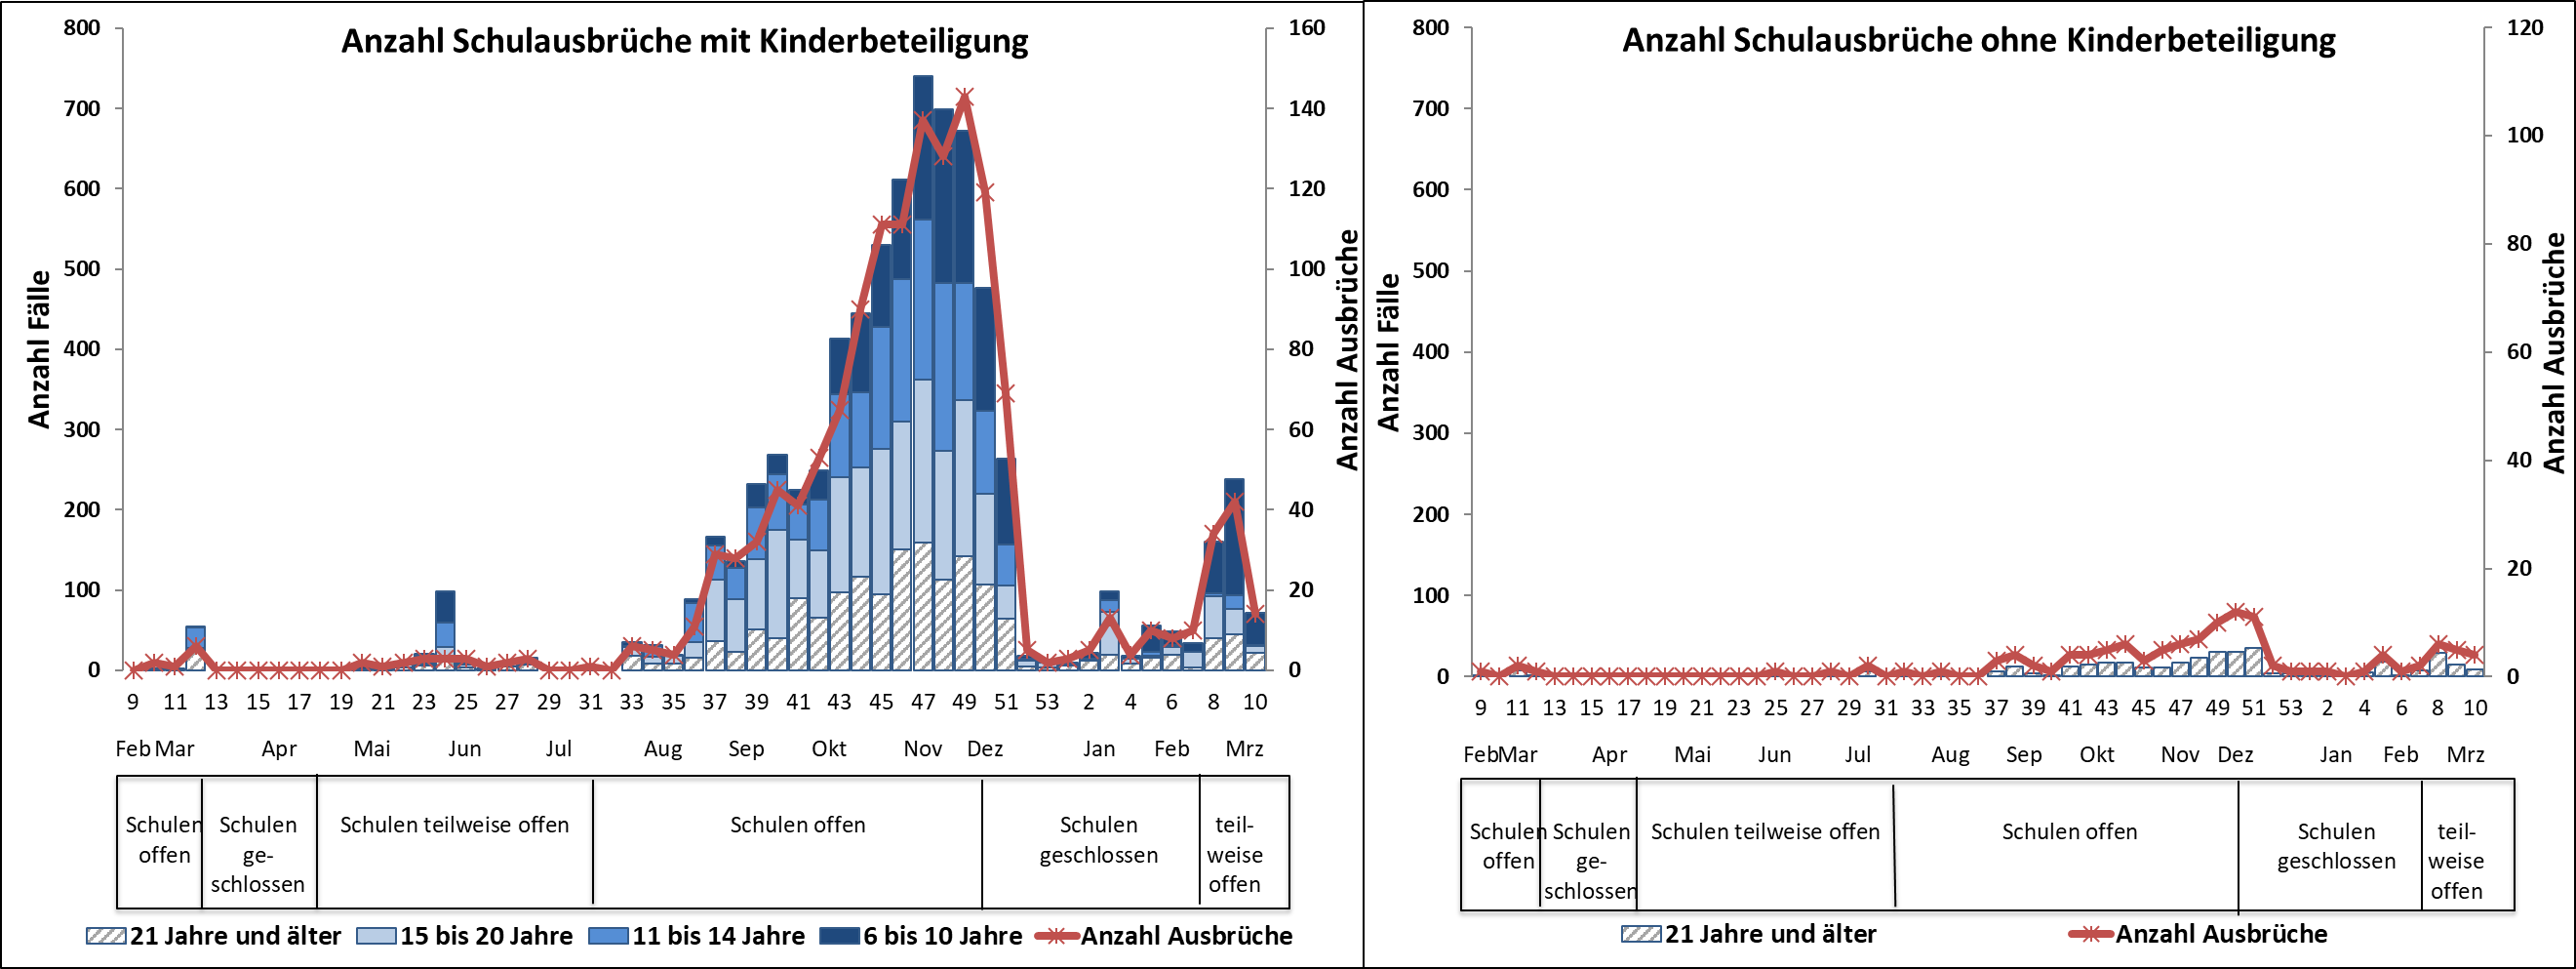 Anzahl Schulausbrüche mit Kinderbeteiligung
800
700
600
500
400
300
200
100
0
Anzahl Fälle
160
140
120
100
80
60
40
20
0
Anzahl Ausbrüche
9 11 13 15 17 19 21 23 25 27 29 31 33 35 37 39 41 43 45 47 49 51 53 2 4 6 8 10
Feb Mar Apr Mai Jun Jul Aug Sep Okt Nov Dez Jan Feb Mrz
Schulen
offen
Schulen
ge-
schlossen
Schulen teilweise offen
Schulen offen
Schulen
geschlossen
teil-
weise
offen
21 Jahre und älter 15 bis 20 Jahre 11 bis 14 Jahre 6 bis 10 Jahre Anzahl Ausbrüche
Anzahl Schulausbrüche ohne Kinderbeteiligung
800
700
600
500
400
300
200
100
0
Anzahl Fälle
120
100
80
60
40
20
0
Anzahl Ausbrüche
9 11 13 15 17 19 21 23 25 27 29 31 33 35 37 39 41 43 45 47 49 51 53 2 4 6 8 10
Feb Mar Apr Mai Jun Jul Aug Sep Okt Nov Dez Jan Feb Mrz
Schulen
offen
Schulen
ge-
schlossen
Schulen teilweise offen
Schulen offen
Schulen
geschlossen
teil-
weise
offen
21 Jahre und älter Anzahl Ausbrüche